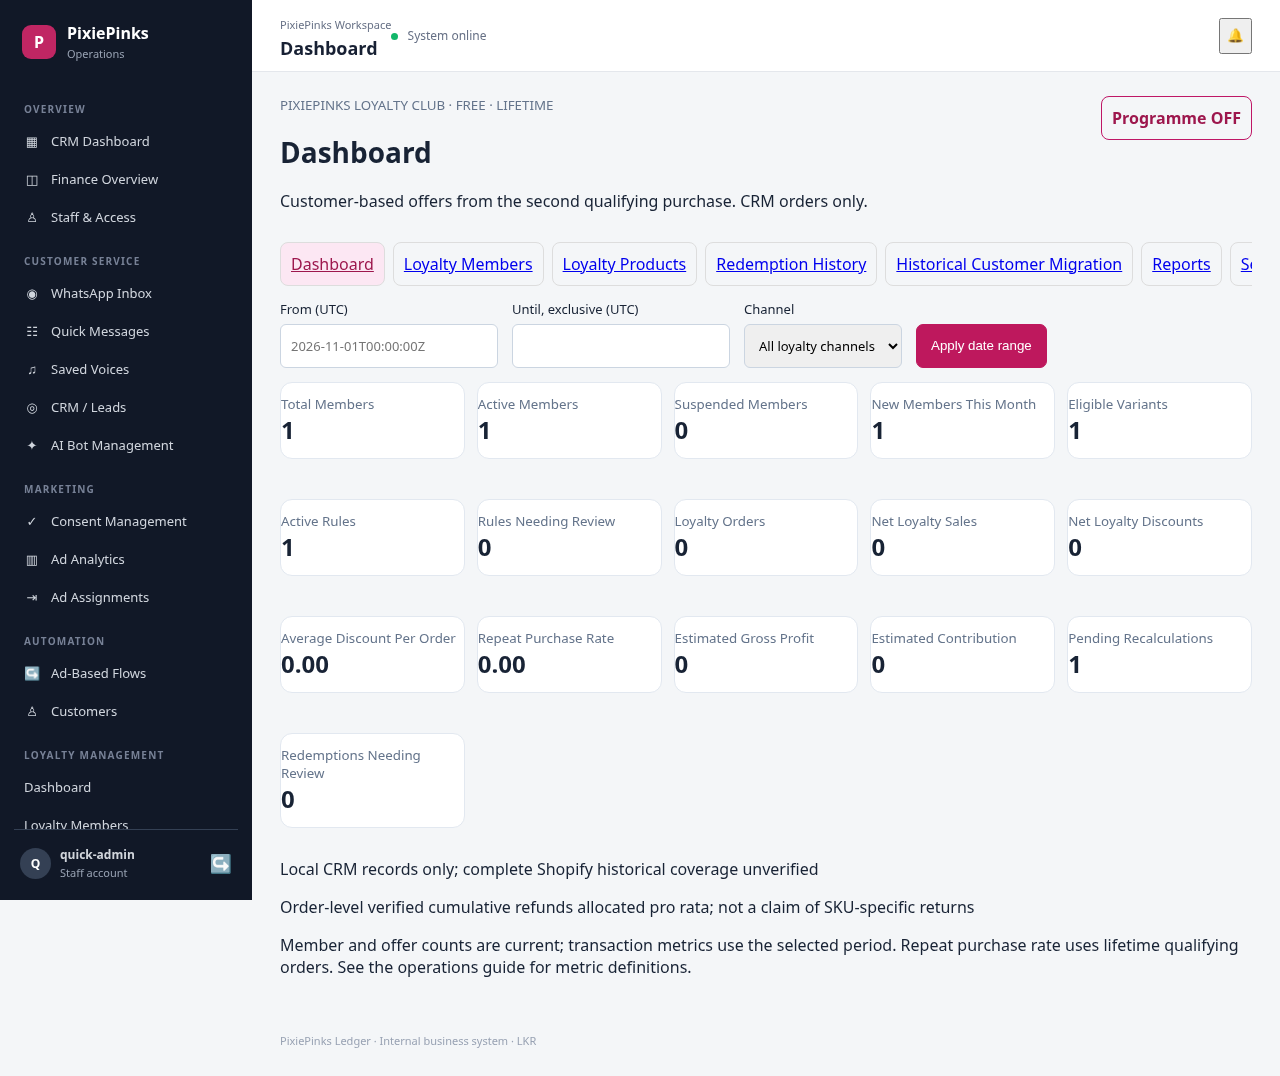 P
PixiePinks
Operations
OVERVIEW
CRM Dashboard
Finance Overview
Staff & Access
CUSTOMER SERVICE
WhatsApp Inbox
Quick Messages
Saved Voices
CRM / Leads
AI Bot Management
MARKETING
Consent Management
Ad Analytics
Ad Assignments
AUTOMATION
Ad-Based Flows
Customers
LOYALTY MANAGEMENT
Dashboard
Loyalty Members
Q
quick-admin
Staff account
PixiePinks Workspace
Dashboard
System online
PIXIEPINKS LOYALTY CLUB · FREE · LIFETIME
Programme OFF
Dashboard
Customer-based offers from the second qualifying purchase. CRM orders only.
Dashboard Loyalty Members Loyalty Products Redemption History Historical Customer Migration Reports
From (UTC) Until, exclusive (UTC) Channel
2026-11-01T00:00:00Z All loyalty channels Apply date range
Total Members Active Members Suspended Members New Members This Month Eligible Variants
1 1 0 1 1
Active Rules Rules Needing Review Loyalty Orders Net Loyalty Sales Net Loyalty Discounts
1 0 0 0 0
Average Discount Per Order Repeat Purchase Rate Estimated Gross Profit Estimated Contribution Pending Recalculations
0.00 0.00 0 0 1
Redemptions Needing
Review
0
Local CRM records only; complete Shopify historical coverage unverified
Order-level verified cumulative refunds allocated pro rata; not a claim of SKU-specific returns
Member and offer counts are current; transaction metrics use the selected period. Repeat purchase rate uses lifetime qualifying
orders. See the operations guide for metric definitions.
PixiePinks Ledger · Internal business system · LKR